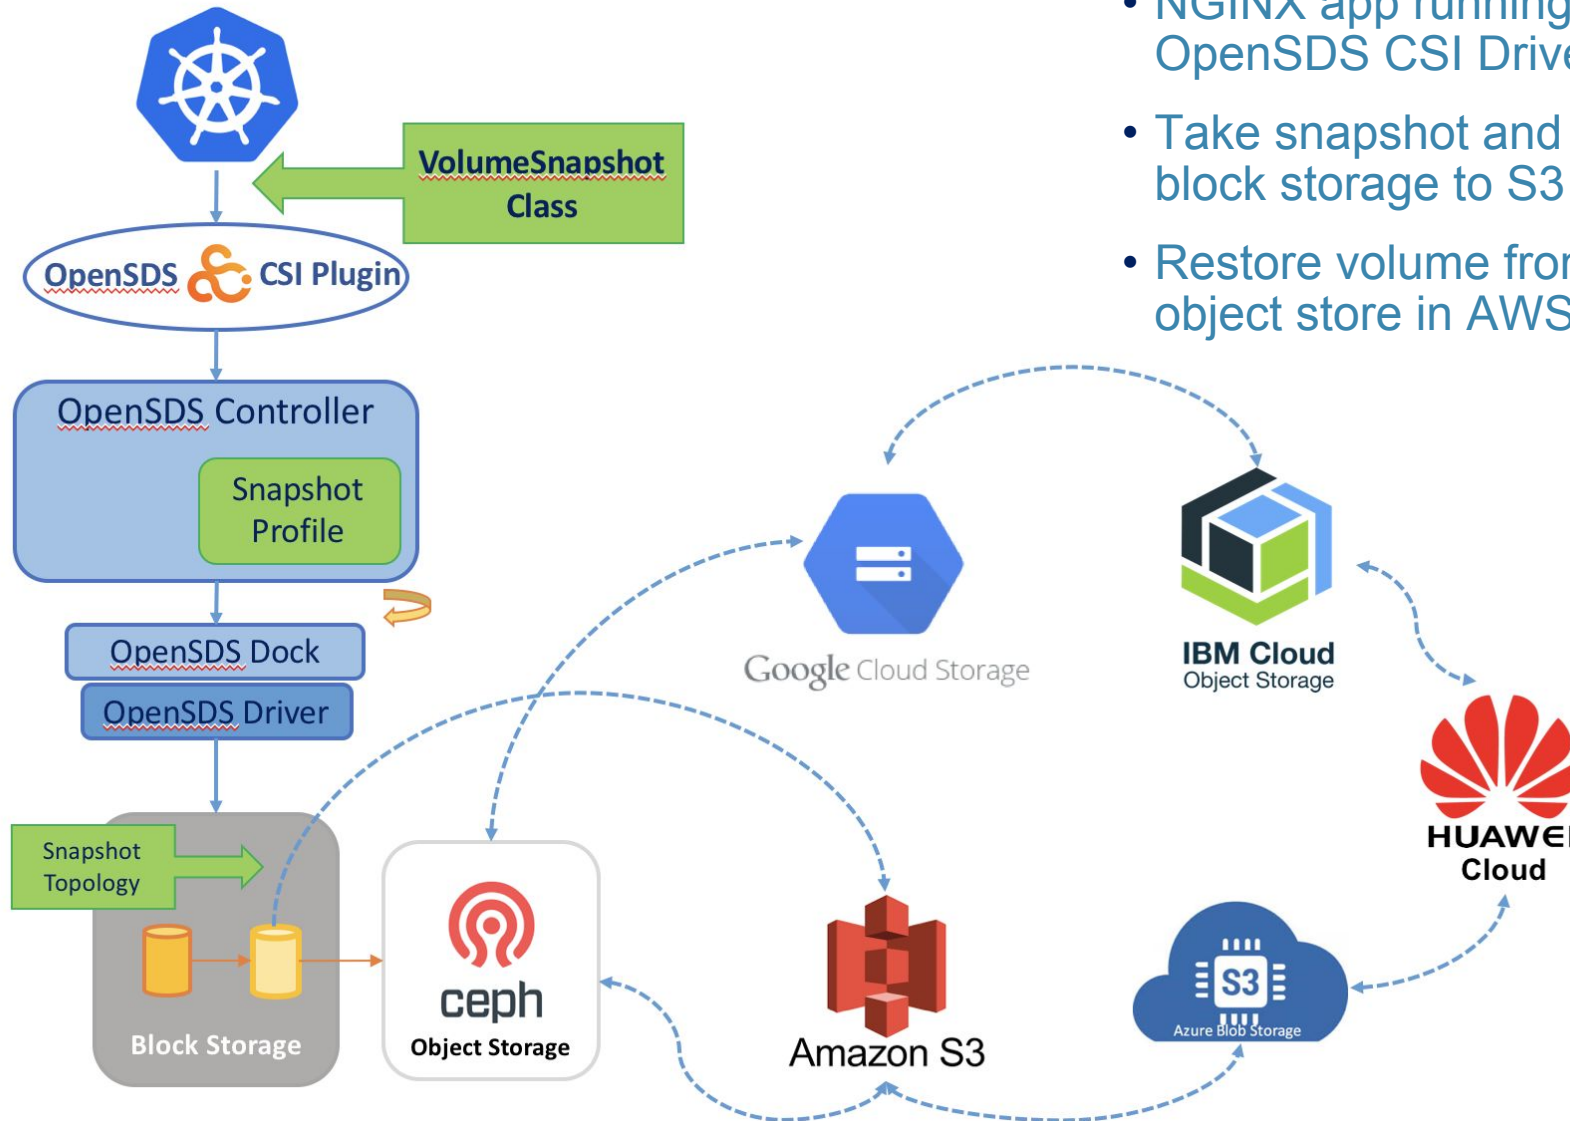 • NGINX app running
OpenSDS CSI Drive
• Take snapshot and
block storage to S3
• Restore volume from
object store in AWS
VolumeSnapshot
Class
OpenSDS CSI Plugin
OpenSDS Controller
Snapshot
Profile
OpenSDS Dock
OpenSDS Driver
Snapshot
Topology
Block Storage
ceph
Object Storage
Google Cloud Storage
IBM Cloud
Object Storage
HUAWEI
Cloud
Amazon S3
S3
Azure Blob Storage